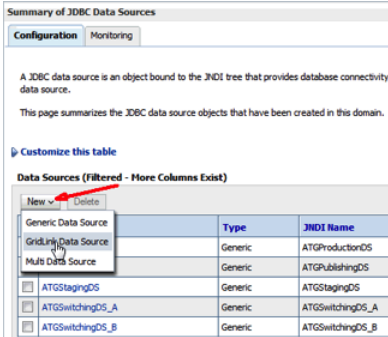 Summary of JDBC Data Sources
Configuration Monitoring
A JDBC data source is an object bound to the JNDI tree that provides database connectivity
data source.
This page summarizes the JDBC data source objects that have been created in this domain.
Customize this table
Data Sources (Filtered - More Columns Exist)
New Delete
Generic Data Source
GridLink Data Source
Multi Data Source
Type JNDI Name
Generic ATGProductionDS
Generic ATGPublishingDS
ATGStagingDS Generic ATGStagingDS
ATGSwitchingDS_A Generic ATGSwitchingDS_A
ATGSwitchingDS_B Generic ATGSwitchingDS_B